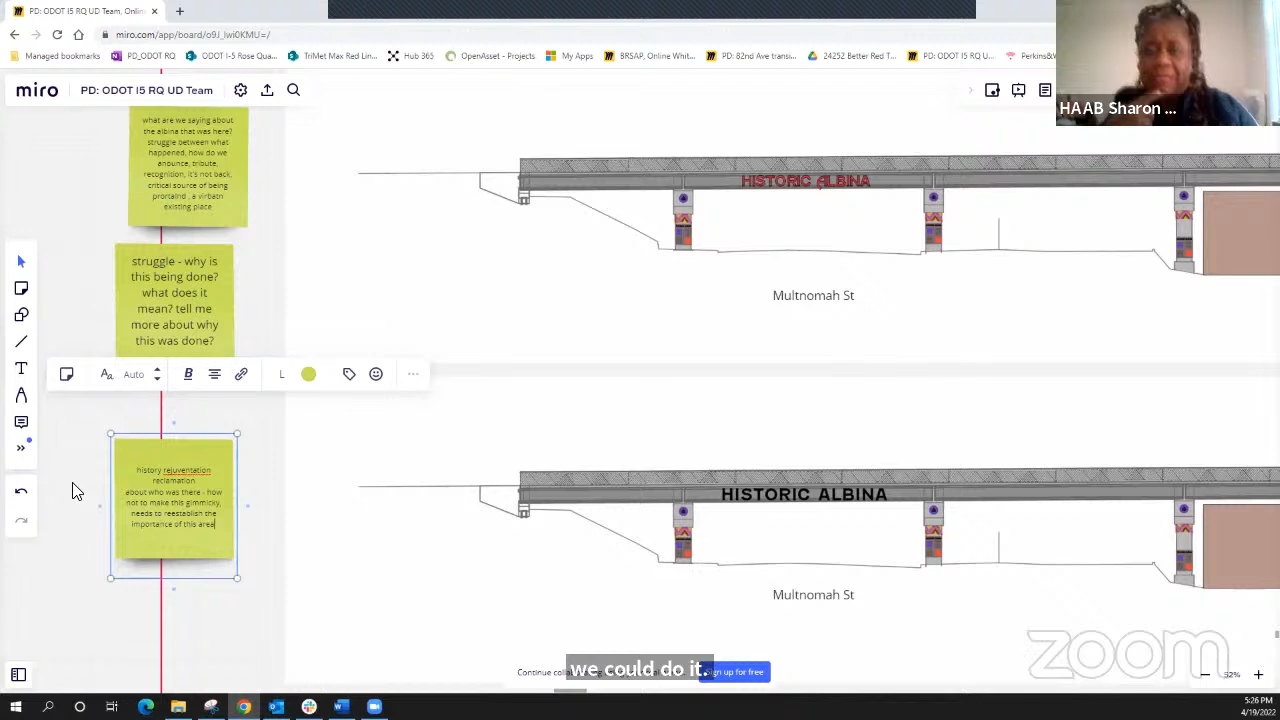 PD: ODOT I5 RQ UD Team, Online
miro.com/app/board/o9J_lwi0KMU=/
Managed bookmarks
PD_ODOT RQ
ODOT I-5 Rose Qua...
TriMet Max Red Lin...
Hub 365
OpenAsset - Projects
My Apps
BRSAP, Online Whit...
PD: 82nd Ave transi...
24252 Better Red T...
PD: ODOT I5 RQ U...
Perkins&W
HAAB Sharon ...
miro
PD: ODOT I5 RQ UD Team
what are we saying about
the albina that was here?
struggle between what
happened, how do we
anounce, tribute,
recognition, it's not back,
critical source of being
portaind , a virbatn
existing place
HISTORIC ALBINA
struggle - why is
this being done?
what does it
mean? tell me
more about why
this was done?
Multnomah St
Auto
B
L
history rejuventation
reclamation
about who was there - how
not to make this gimmicky,
needs to reestablish the
importance of this area
HISTORIC ALBINA
Multnomah St
zoom
we could do it.
Sign up for free
52%
5:26 PM
4/19/2022